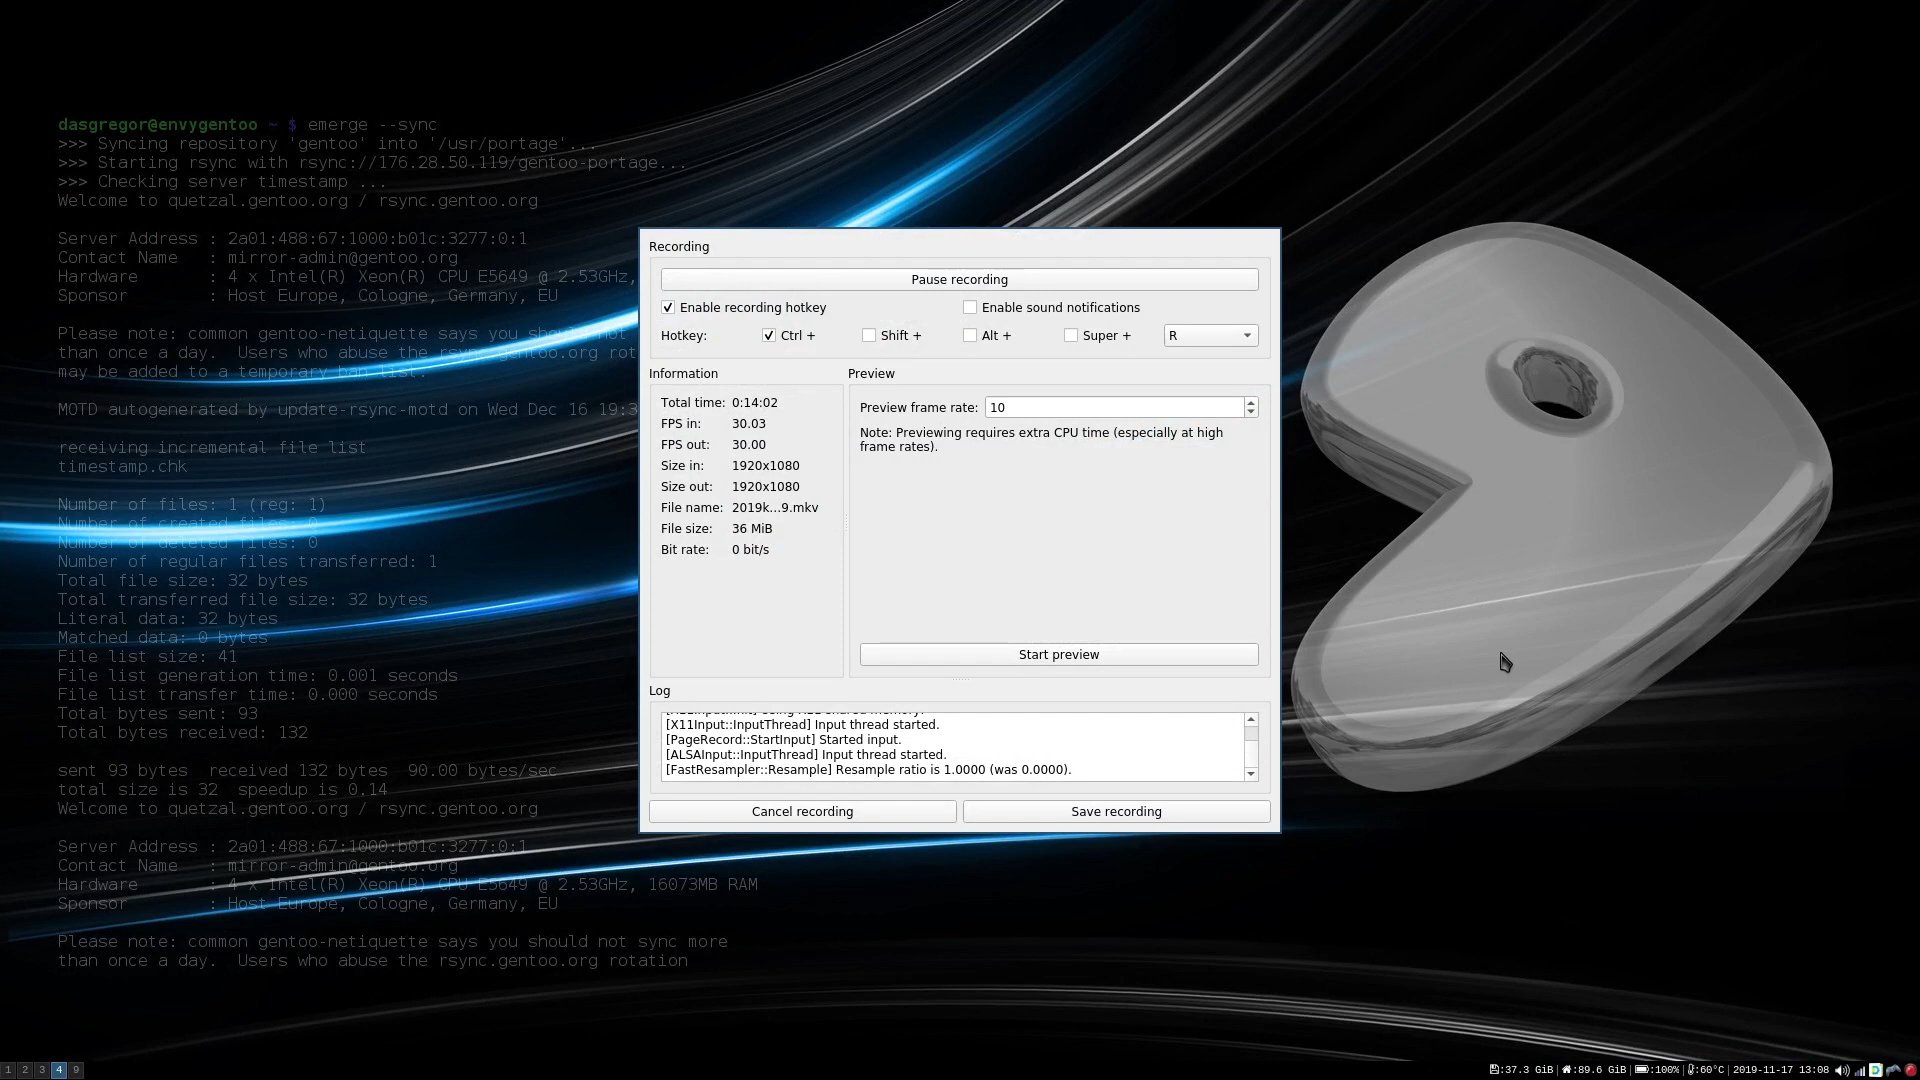 dasgregor@envygentoo ~ $ emerge --sync
>>> Syncing repository 'gentoo' into '/usr/portage'...
>>> Starting rsync with rsync://176.28.50.119/gentoo-portage...
>>> Checking server timestamp ...
Welcome to quetzal.gentoo.org / rsync.gentoo.org
Server Address : 2a01:488:67:1000:b01c:3277:0:1
Contact Name   : mirror-admin@gentoo.org
Hardware       : 4 x Intel(R) Xeon(R) CPU E5649 @ 2.53GHz,
Sponsor        : Host Europe, Cologne, Germany, EU
Please note: common gentoo-netiquette says you should not
than once a day.  Users who abuse the rsync.gentoo.org rot
may be added to a temporary ban list.
MOTD autogenerated by update-rsync-motd on Wed Dec 16 19:3
receiving incremental file list
timestamp.chk
Number of files: 1 (reg: 1)
Number of created files: 0
Number of deleted files: 0
Number of regular files transferred: 1
Total file size: 32 bytes
Total transferred file size: 32 bytes
Literal data: 32 bytes
Matched data: 0 bytes
File list size: 41
File list generation time: 0.001 seconds
File list transfer time: 0.000 seconds
Total bytes sent: 93
Total bytes received: 132
sent 93 bytes  received 132 bytes  90.00 bytes/sec
total size is 32  speedup is 0.14
Welcome to quetzal.gentoo.org / rsync.gentoo.org
Server Address : 2a01:488:67:1000:b01c:3277:0:1
Contact Name   : mirror-admin@gentoo.org
Hardware       : 4 x Intel(R) Xeon(R) CPU E5649 @ 2.53GHz, 16073MB RAM
Sponsor        : Host Europe, Cologne, Germany, EU
Please note: common gentoo-netiquette says you should not sync more
than once a day.  Users who abuse the rsync.gentoo.org rotation
Recording
Pause recording
Enable recording hotkey
Enable sound notifications
Hotkey: Ctrl + Shift + Alt + Super + R
Information
Total time: 0:14:02
FPS in: 30.03
FPS out: 30.00
Size in: 1920x1080
Size out: 1920x1080
File name: 2019k...9.mkv
File size: 36 MiB
Bit rate: 0 bit/s
Preview
Preview frame rate: 10
Note: Previewing requires extra CPU time (especially at high
frame rates).
Start preview
Log
[X11Input::InputThread] Input thread started.
[PageRecord::StartInput] Started input.
[ALSAInput::InputThread] Input thread started.
[FastResampler::Resample] Resample ratio is 1.0000 (was 0.0000).
Cancel recording
Save recording
1 2 3 4 9
:37.3 GiB | :89.6 GiB | :100% | :60°C | 2019-11-17 13:08